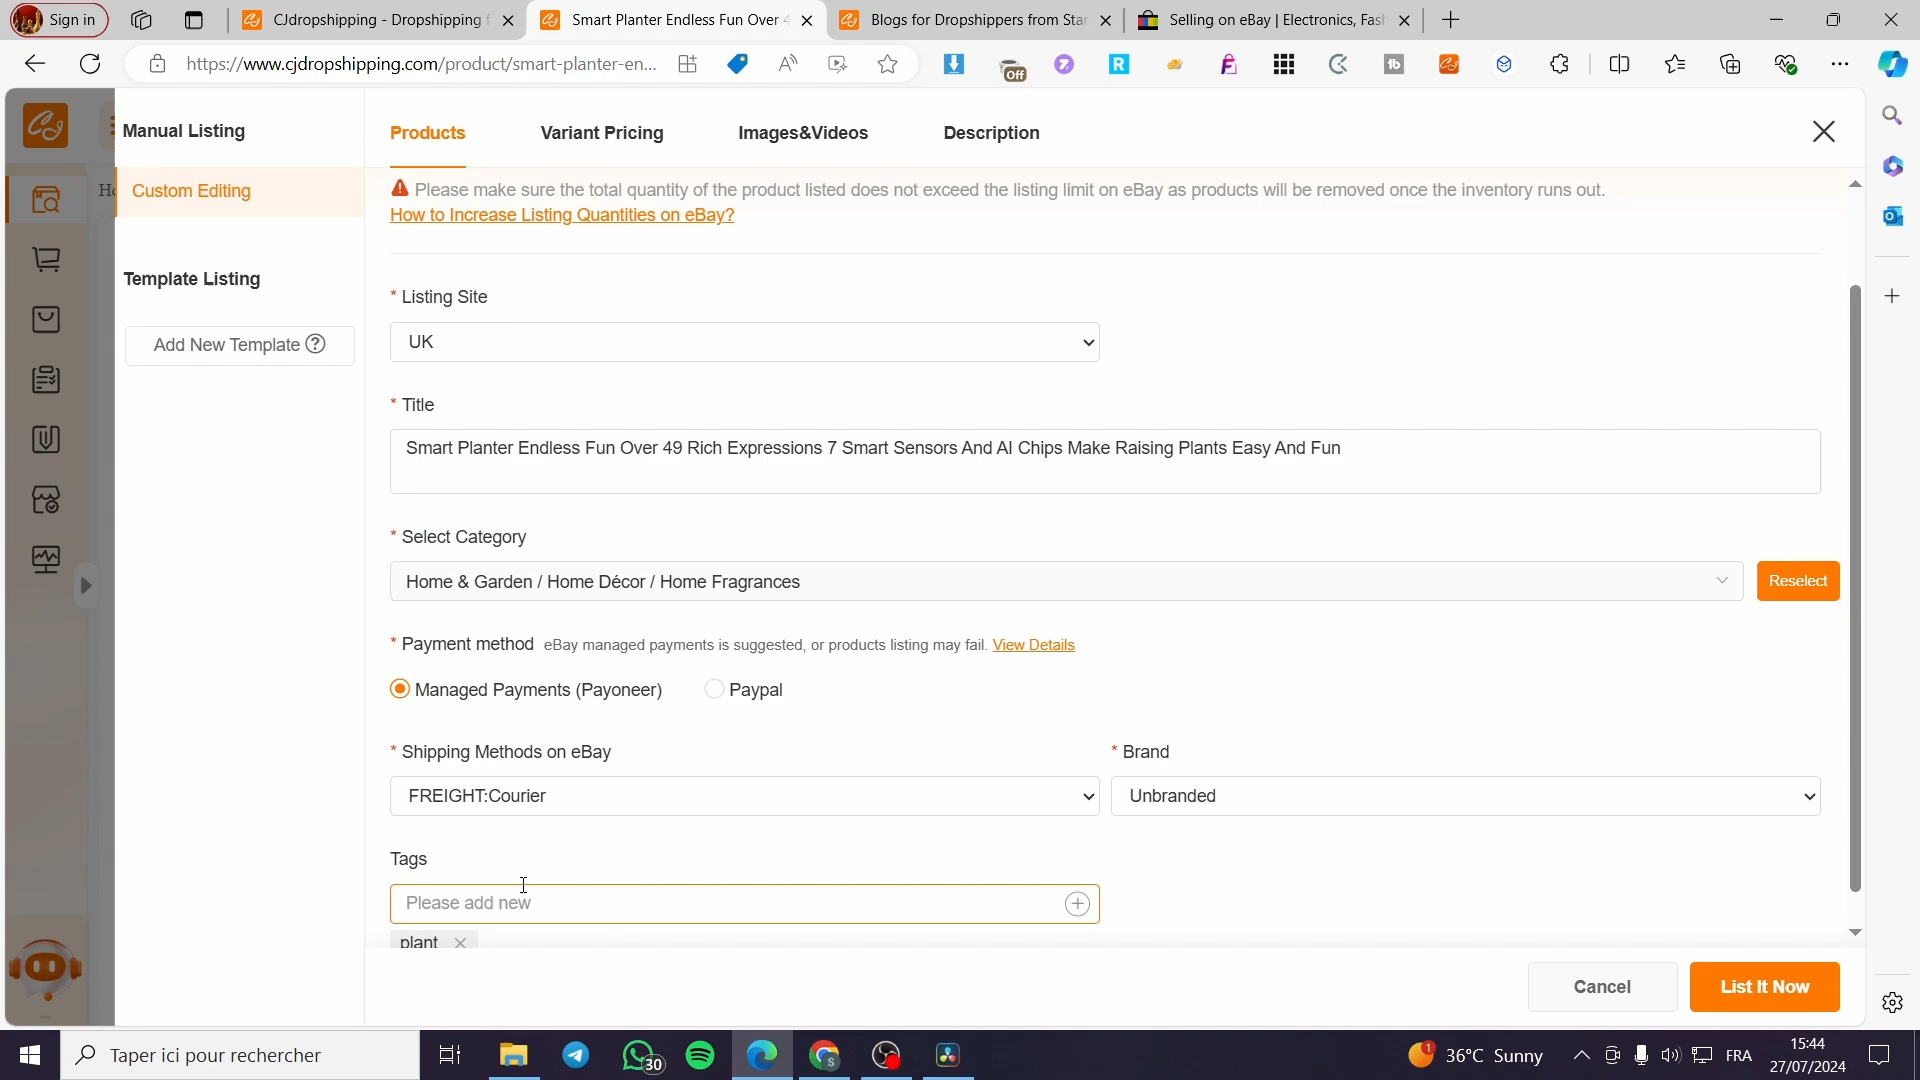 Sign in
CJdropshipping - Dropshipping f
Smart Planter Endless Fun Over 4
Blogs for Dropshippers from Star
Selling on eBay | Electronics, Fash
https://www.cjdropshipping.com/product/smart-planter-en...
Off
Manual Listing
Custom Editing
Template Listing
Add New Template
Products
Variant Pricing
Images&Videos
Description
Please make sure the total quantity of the product listed does not exceed the listing limit on eBay as products will be removed once the inventory runs out.
How to Increase Listing Quantities on eBay?
* Listing Site
UK
* Title
Smart Planter Endless Fun Over 49 Rich Expressions 7 Smart Sensors And AI Chips Make Raising Plants Easy And Fun
* Select Category
Home & Garden / Home Décor / Home Fragrances
Reselect
* Payment method eBay managed payments is suggested, or products listing may fail. View Details
Managed Payments (Payoneer)
Paypal
* Shipping Methods on eBay
* Brand
FREIGHT:Courier
Unbranded
Tags
Please add new
plant
Cancel
List It Now
Taper ici pour rechercher
30
1
36°C Sunny
FRA
15:44
27/07/2024